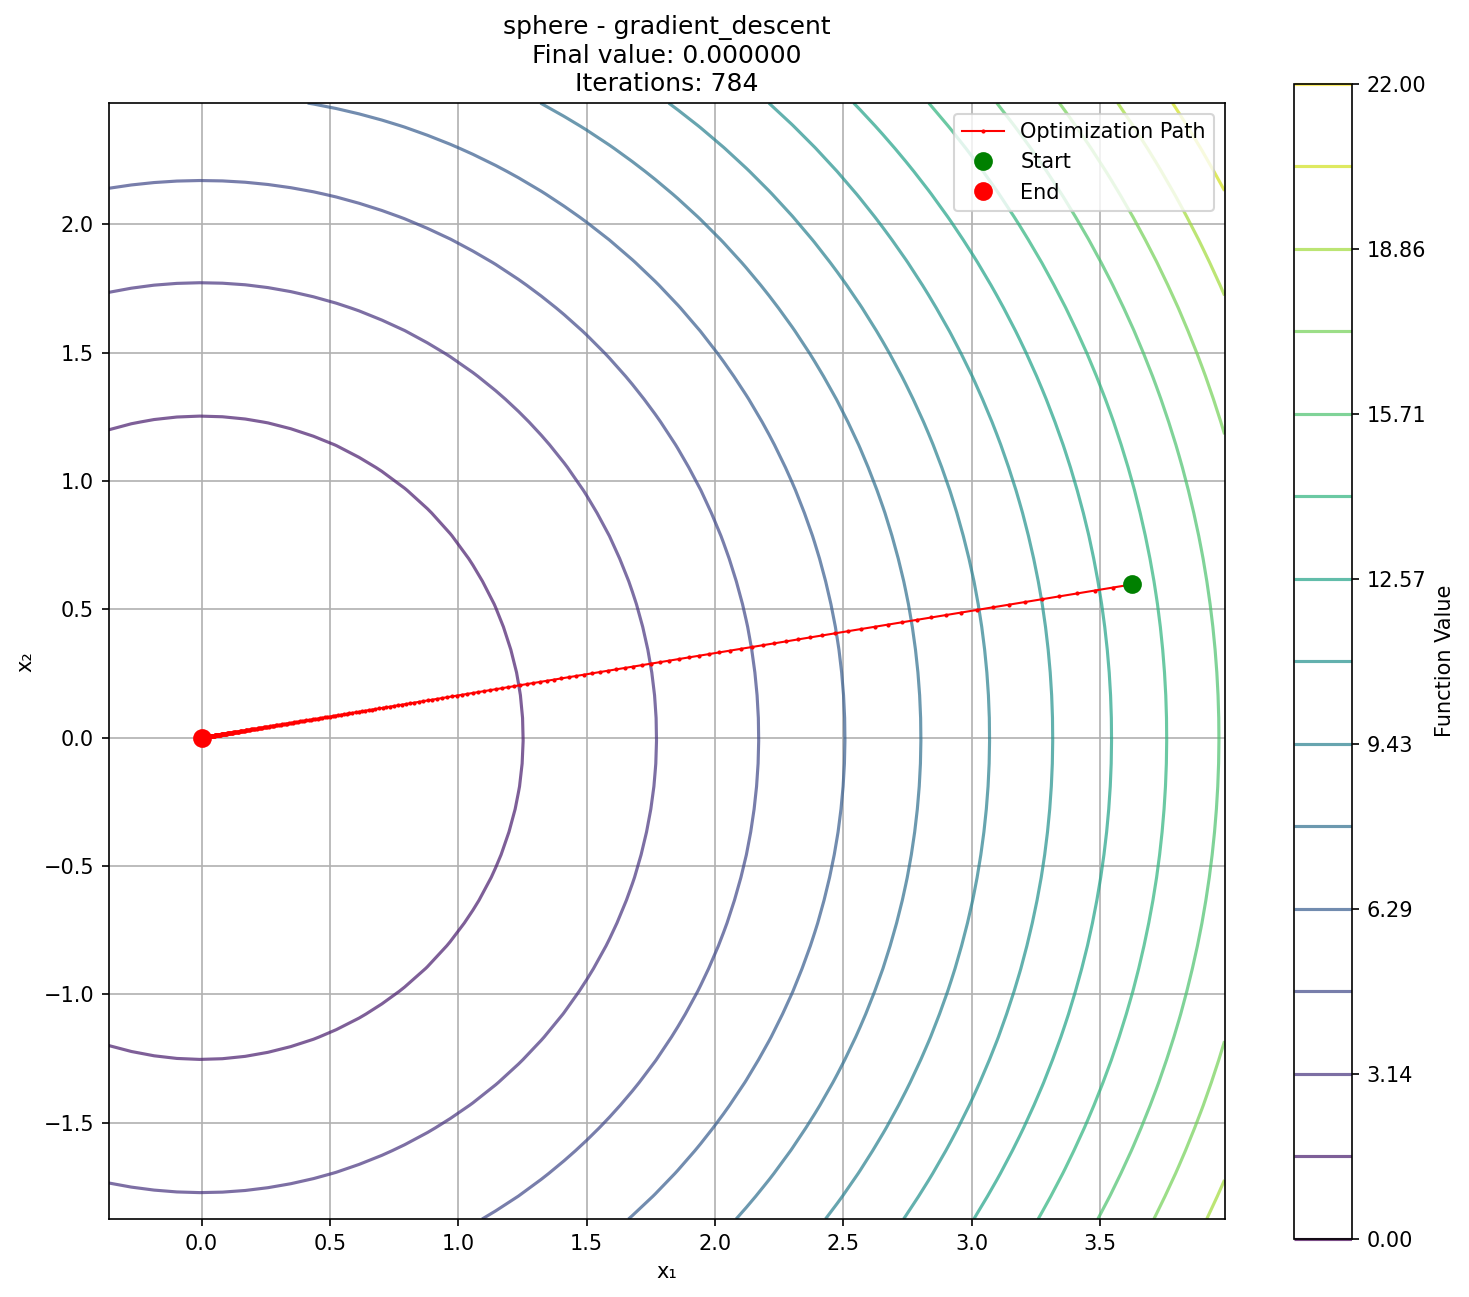 sphere - gradient_descent
Final value: 0.000000
Iterations: 784
Optimization Path
Start
End
2.0
1.5
1.0
0.5
0.0
−0.5
−1.0
−1.5
x₂
0.0 0.5 1.0 1.5 2.0 2.5 3.0 3.5
x₁
22.00
18.86
15.71
12.57
9.43
6.29
3.14
0.00
Function Value